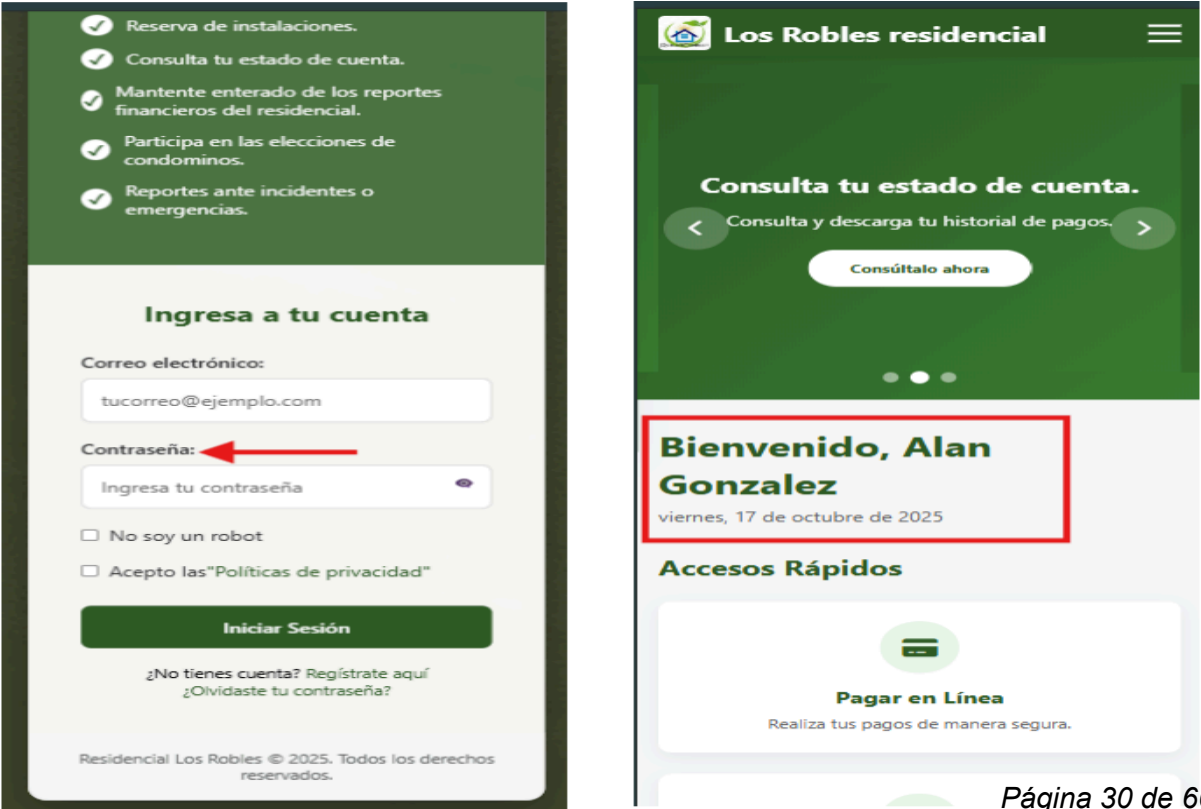 Reserva de instalaciones.
Consulta tu estado de cuenta.
Mantente enterado de los reportes
financieros del residencial.
Participa en las elecciones de
condominos.
Reportes ante incidentes o
emergencias.
Ingresa a tu cuenta
Correo electrónico:
tucorreo@ejemplo.com
Contraseña:
Ingresa tu contraseña
No soy un robot
Acepto las"Políticas de privacidad"
Iniciar Sesión
¿No tienes cuenta? Regístrate aquí
¿Olvidaste tu contraseña?
Residencial Los Robles © 2025. Todos los derechos
reservados.
Los Robles residencial
Consulta tu estado de cuenta.
Consulta y descarga tu historial de pagos.
Consúltalo ahora
Bienvenido, Alan
Gonzalez
viernes, 17 de octubre de 2025
Accesos Rápidos
Pagar en Línea
Realiza tus pagos de manera segura.
Página 30 de